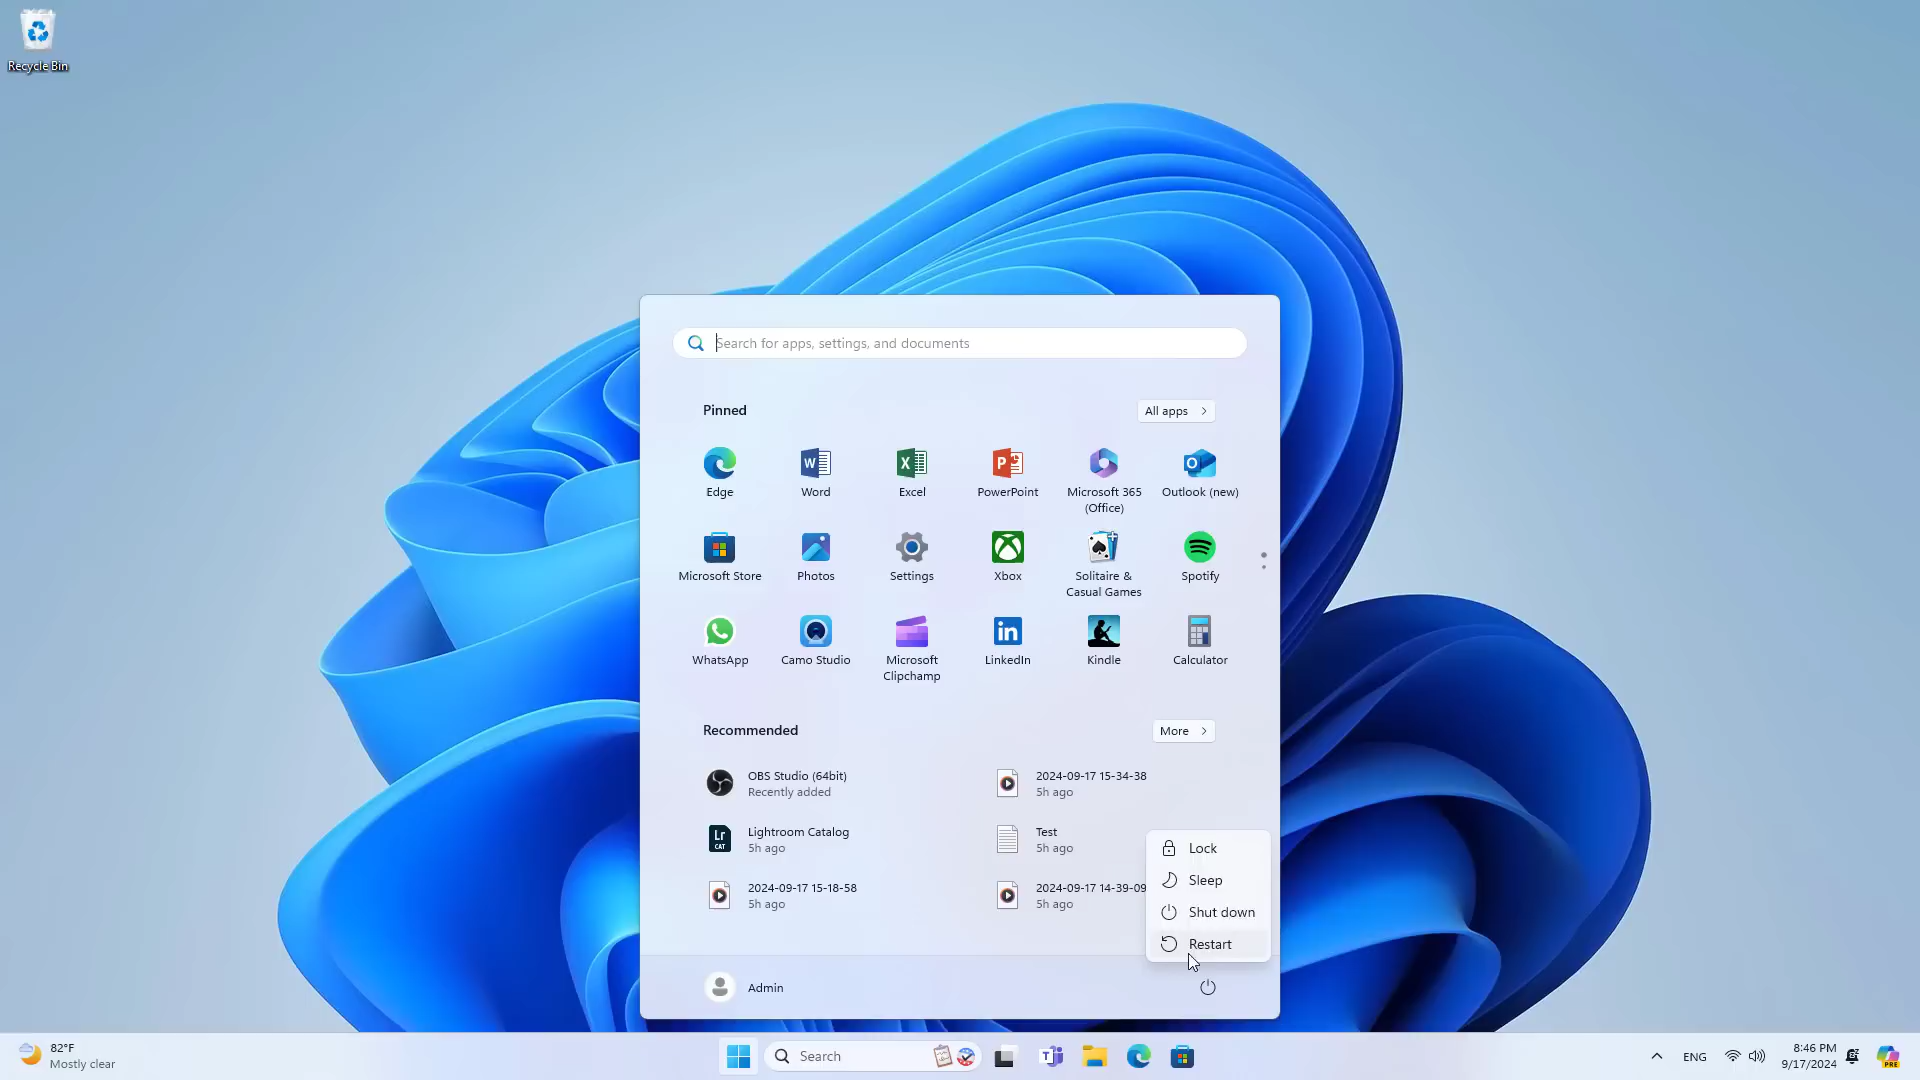 Recycle Bin
Search for apps, settings, and documents
Pinned
All apps
Edge
Word
Excel
PowerPoint
Microsoft 365
(Office)
Outlook (new)
Microsoft Store
Photos
Settings
Xbox
Solitaire &
Casual Games
Spotify
WhatsApp
Camo Studio
Microsoft
Clipchamp
LinkedIn
Kindle
Calculator
Recommended
More
OBS Studio (64bit)
Recently added
2024-09-17 15-34-38
5h ago
Lr
CAT
Lightroom Catalog
5h ago
Test
5h ago
2024-09-17 15-18-58
5h ago
2024-09-17 14-39-09
5h ago
Lock
Sleep
Shut down
Restart
Admin
82°F
Mostly clear
Search
ENG
8:46 PM
9/17/2024
PRE